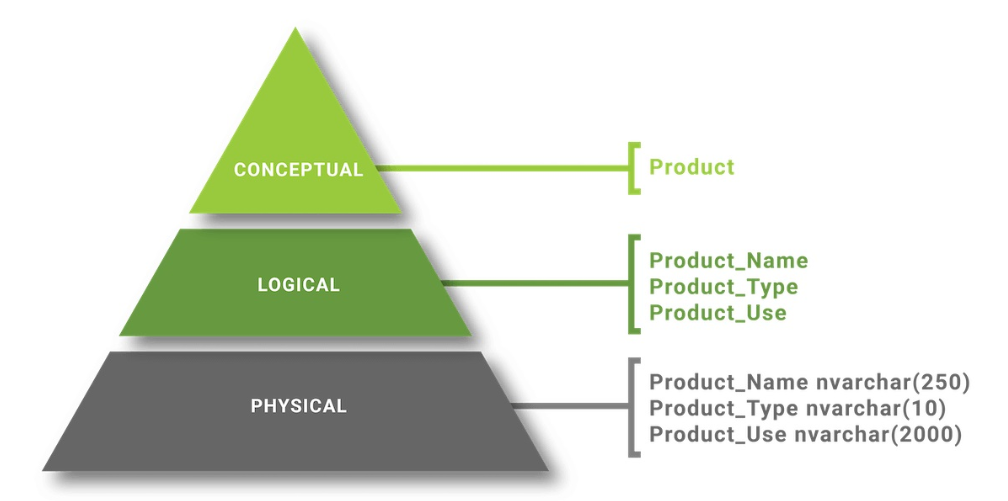 CONCEPTUAL
Product
LOGICAL
Product_Name
Product_Type
Product_Use
PHYSICAL
Product_Name nvarchar(250)
Product_Type nvarchar(10)
Product_Use nvarchar(2000)